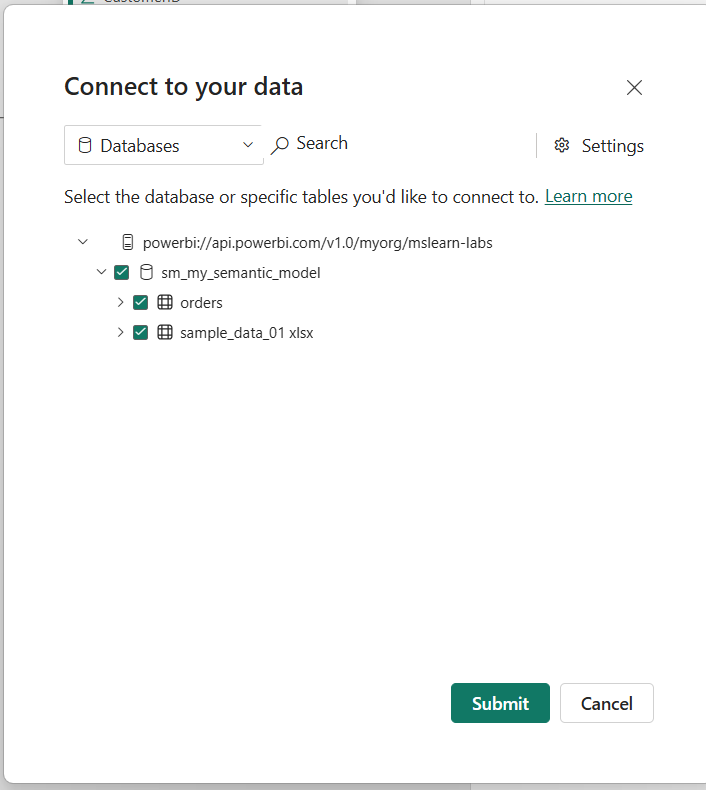 CustomerID
Connect to your data
Databases
Search
Settings
Select the database or specific tables you'd like to connect to. Learn more
powerbi://api.powerbi.com/v1.0/myorg/mslearn-labs
sm_my_semantic_model
orders
sample_data_01 xlsx
Submit
Cancel